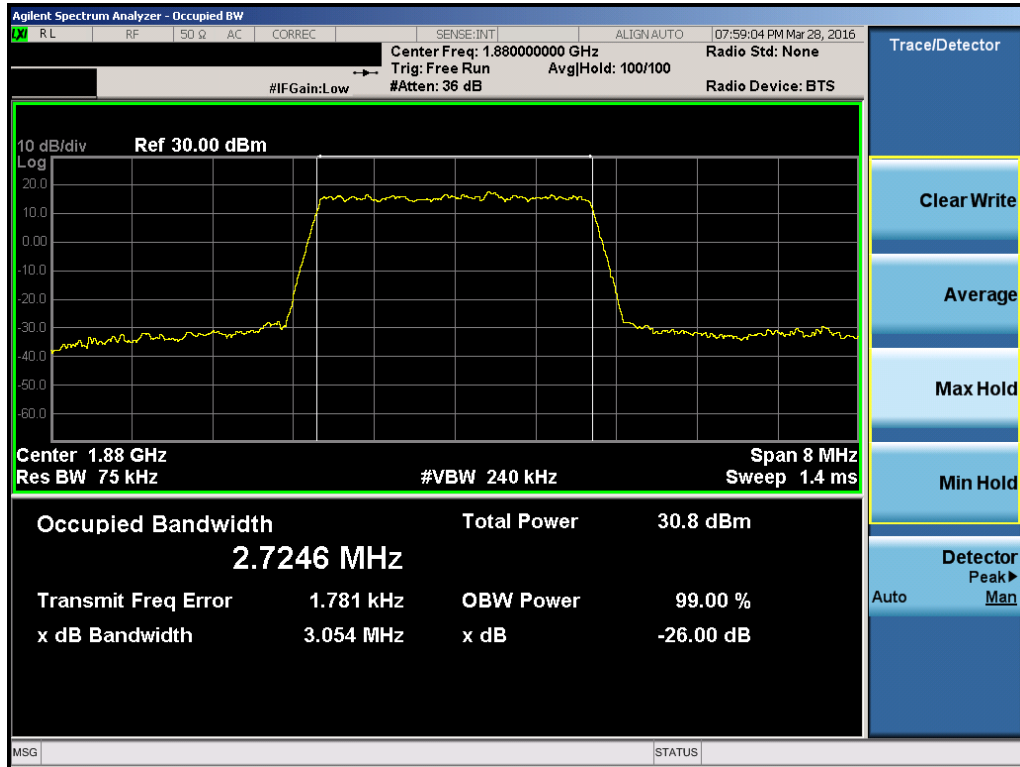 Agilent Spectrum Analyzer - Occupied BW
LXI RL RF 50 Ω AC CORREC SENSE:INT ALIGN AUTO 07:59:04 PM Mar 28, 2016
Center Freq: 1.880000000 GHz Radio Std: None
Trig: Free Run Avg|Hold: 100/100
#IFGain:Low #Atten: 36 dB Radio Device: BTS
10 dB/div Ref 30.00 dBm
Log
20.0
10.0
0.00
-10.0
-20.0
-30.0
-40.0
-50.0
-60.0
Center 1.88 GHz Span 8 MHz
Res BW 75 kHz #VBW 240 kHz Sweep 1.4 ms
Occupied Bandwidth Total Power 30.8 dBm
2.7246 MHz
Transmit Freq Error 1.781 kHz OBW Power 99.00 %
x dB Bandwidth 3.054 MHz x dB -26.00 dB
MSG STATUS
Trace/Detector
Clear Write
Average
Max Hold
Min Hold
Detector
Peak▶
Auto Man